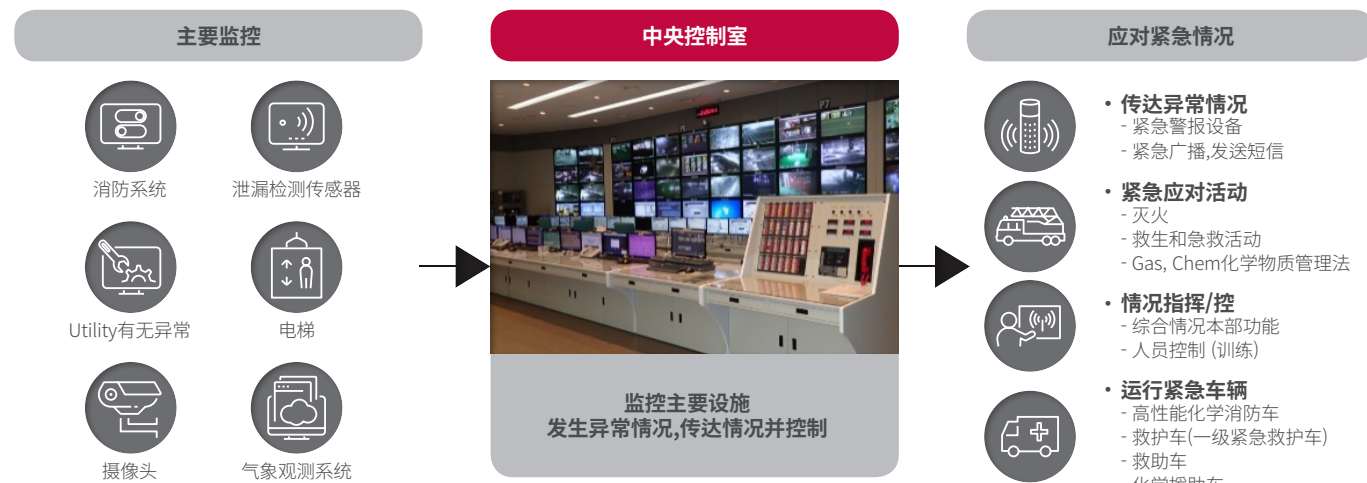 主要监控
消防系统
泄漏检测传感器
Utility有无异常
电梯
摄像头
气象观测系统
中央控制室
P7
监控主要设施
发生异常情况,传达情况并控制
应对紧急情况
• 传达异常情况
- 紧急警报设备
- 紧急广播,发送短信
• 紧急应对活动
- 灭火
- 救生和急救活动
- Gas, Chem化学物质管理法
• 情况指挥/控
- 综合情况本部功能
- 人员控制 (训练)
• 运行紧急车辆
- 高性能化学消防车
- 救护车(一级紧急救护车)
- 救助车
- 化学援助车